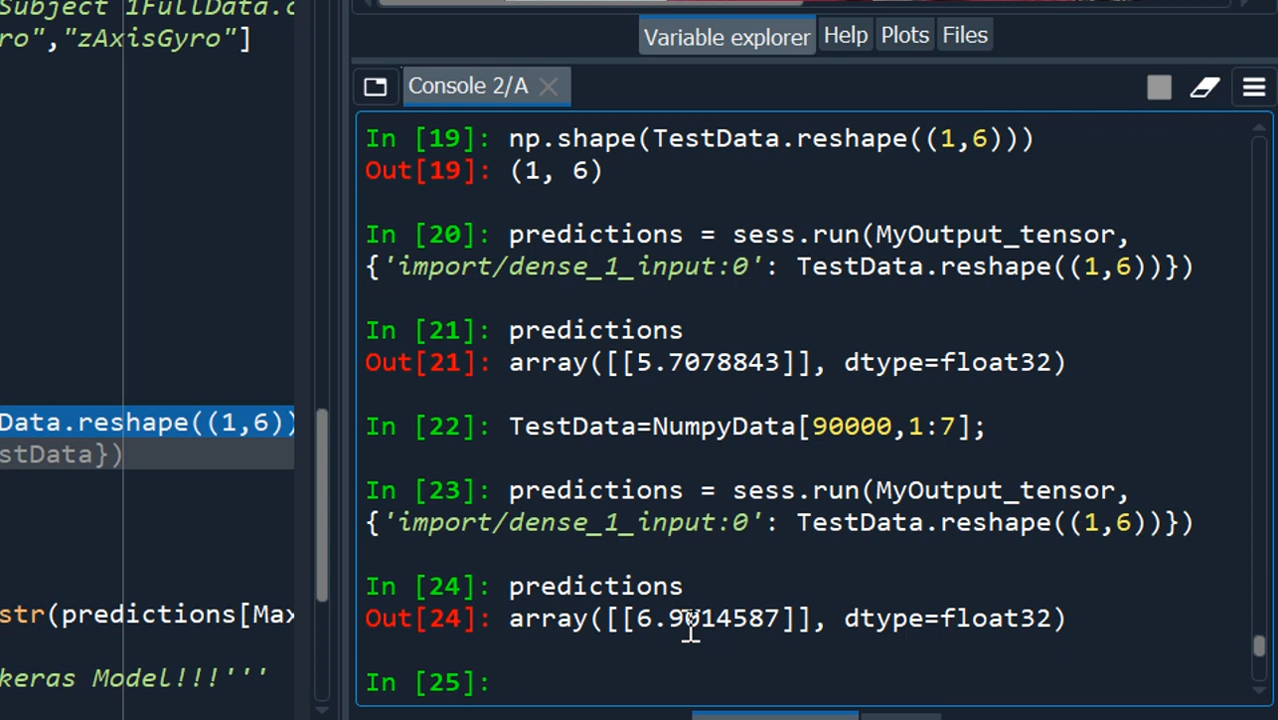 Subject 1FullData.c
ro","zAxisGyro"]
Data.reshape((1,6))
stData})
str(predictions[Max
keras Model!!!'''
Variable explorer Help Plots Files
Console 2/A
In [19]: np.shape(TestData.reshape((1,6)))
Out[19]: (1, 6)
In [20]: predictions = sess.run(MyOutput_tensor,
{'import/dense_1_input:0': TestData.reshape((1,6))})
In [21]: predictions
Out[21]: array([[5.7078843]], dtype=float32)
In [22]: TestData=NumpyData[90000,1:7];
In [23]: predictions = sess.run(MyOutput_tensor,
{'import/dense_1_input:0': TestData.reshape((1,6))})
In [24]: predictions
Out[24]: array([[6.9014587]], dtype=float32)
In [25]: